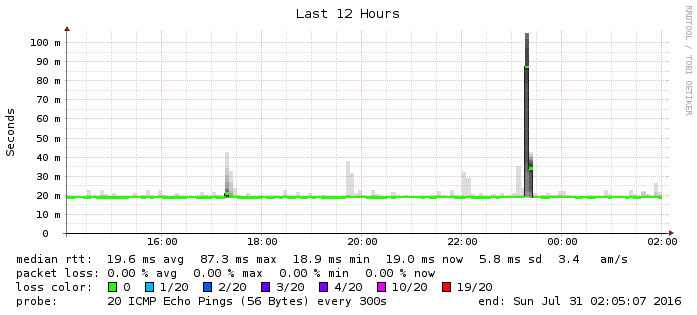 Last 12 Hours
RRDTOOL / TOBI OETIKER
Seconds
100 m
90 m
80 m
70 m
60 m
50 m
40 m
30 m
20 m
10 m
0
16:00 18:00 20:00 22:00 00:00 02:00
median rtt: 19.6 ms avg 87.3 ms max 18.9 ms min 19.0 ms now 5.8 ms sd 3.4 am/s
packet loss: 0.00 % avg 0.00 % max 0.00 % min 0.00 % now
loss color: 0 1/20 2/20 3/20 4/20 10/20 19/20
probe: 20 ICMP Echo Pings (56 Bytes) every 300s end: Sun Jul 31 02:05:07 2016